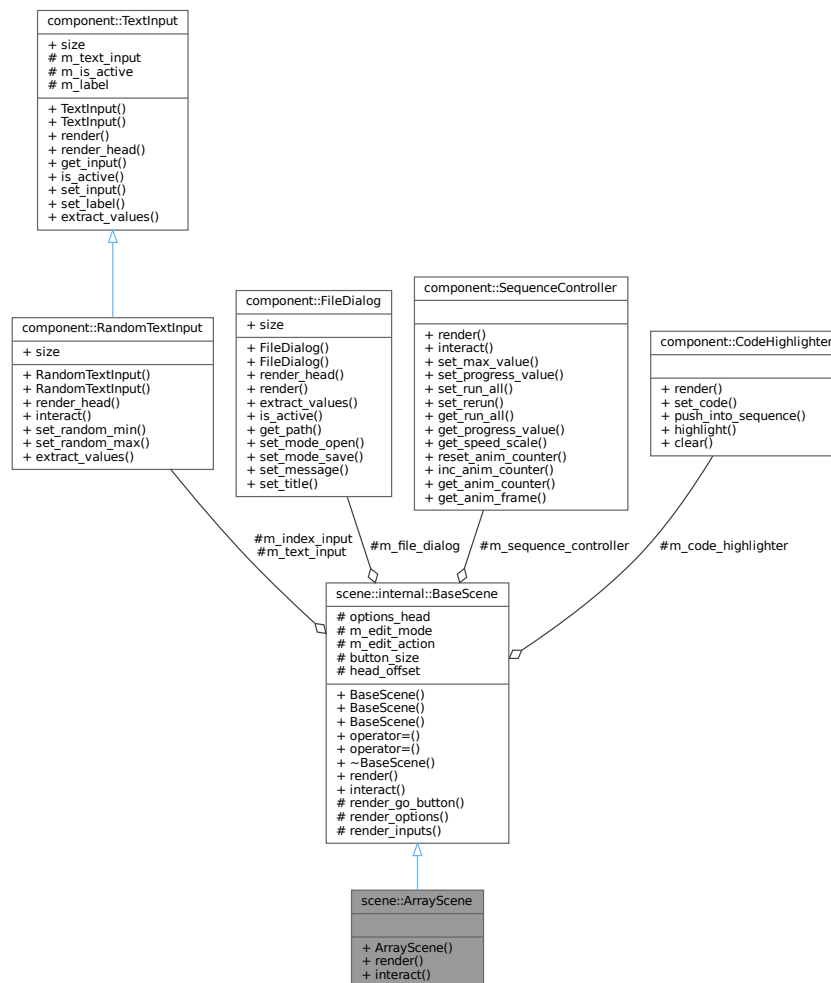 component::TextInput
+ size
# m_text_input
# m_is_active
# m_label
+ TextInput()
+ TextInput()
+ render()
+ render_head()
+ get_input()
+ is_active()
+ set_input()
+ set_label()
+ extract_values()
component::RandomTextInput
+ size
+ RandomTextInput()
+ RandomTextInput()
+ render_head()
+ interact()
+ set_random_min()
+ set_random_max()
+ extract_values()
component::FileDialog
+ size
+ FileDialog()
+ FileDialog()
+ render_head()
+ render()
+ extract_values()
+ is_active()
+ get_path()
+ set_mode_open()
+ set_mode_save()
+ set_message()
+ set_title()
component::SequenceController
+ render()
+ interact()
+ set_max_value()
+ set_progress_value()
+ set_run_all()
+ set_rerun()
+ get_run_all()
+ get_progress_value()
+ get_speed_scale()
+ reset_anim_counter()
+ inc_anim_counter()
+ get_anim_counter()
+ get_anim_frame()
component::CodeHighlighter
+ render()
+ set_code()
+ push_into_sequence()
+ highlight()
+ clear()
#m_index_input
#m_text_input
#m_file_dialog
#m_sequence_controller
#m_code_highlighter
scene::internal::BaseScene
# options_head
# m_edit_mode
# m_edit_action
# button_size
# head_offset
+ BaseScene()
+ BaseScene()
+ BaseScene()
+ operator=()
+ operator=()
+ ~BaseScene()
+ render()
+ interact()
# render_go_button()
# render_options()
# render_inputs()
scene::ArrayScene
+ ArrayScene()
+ render()
+ interact()